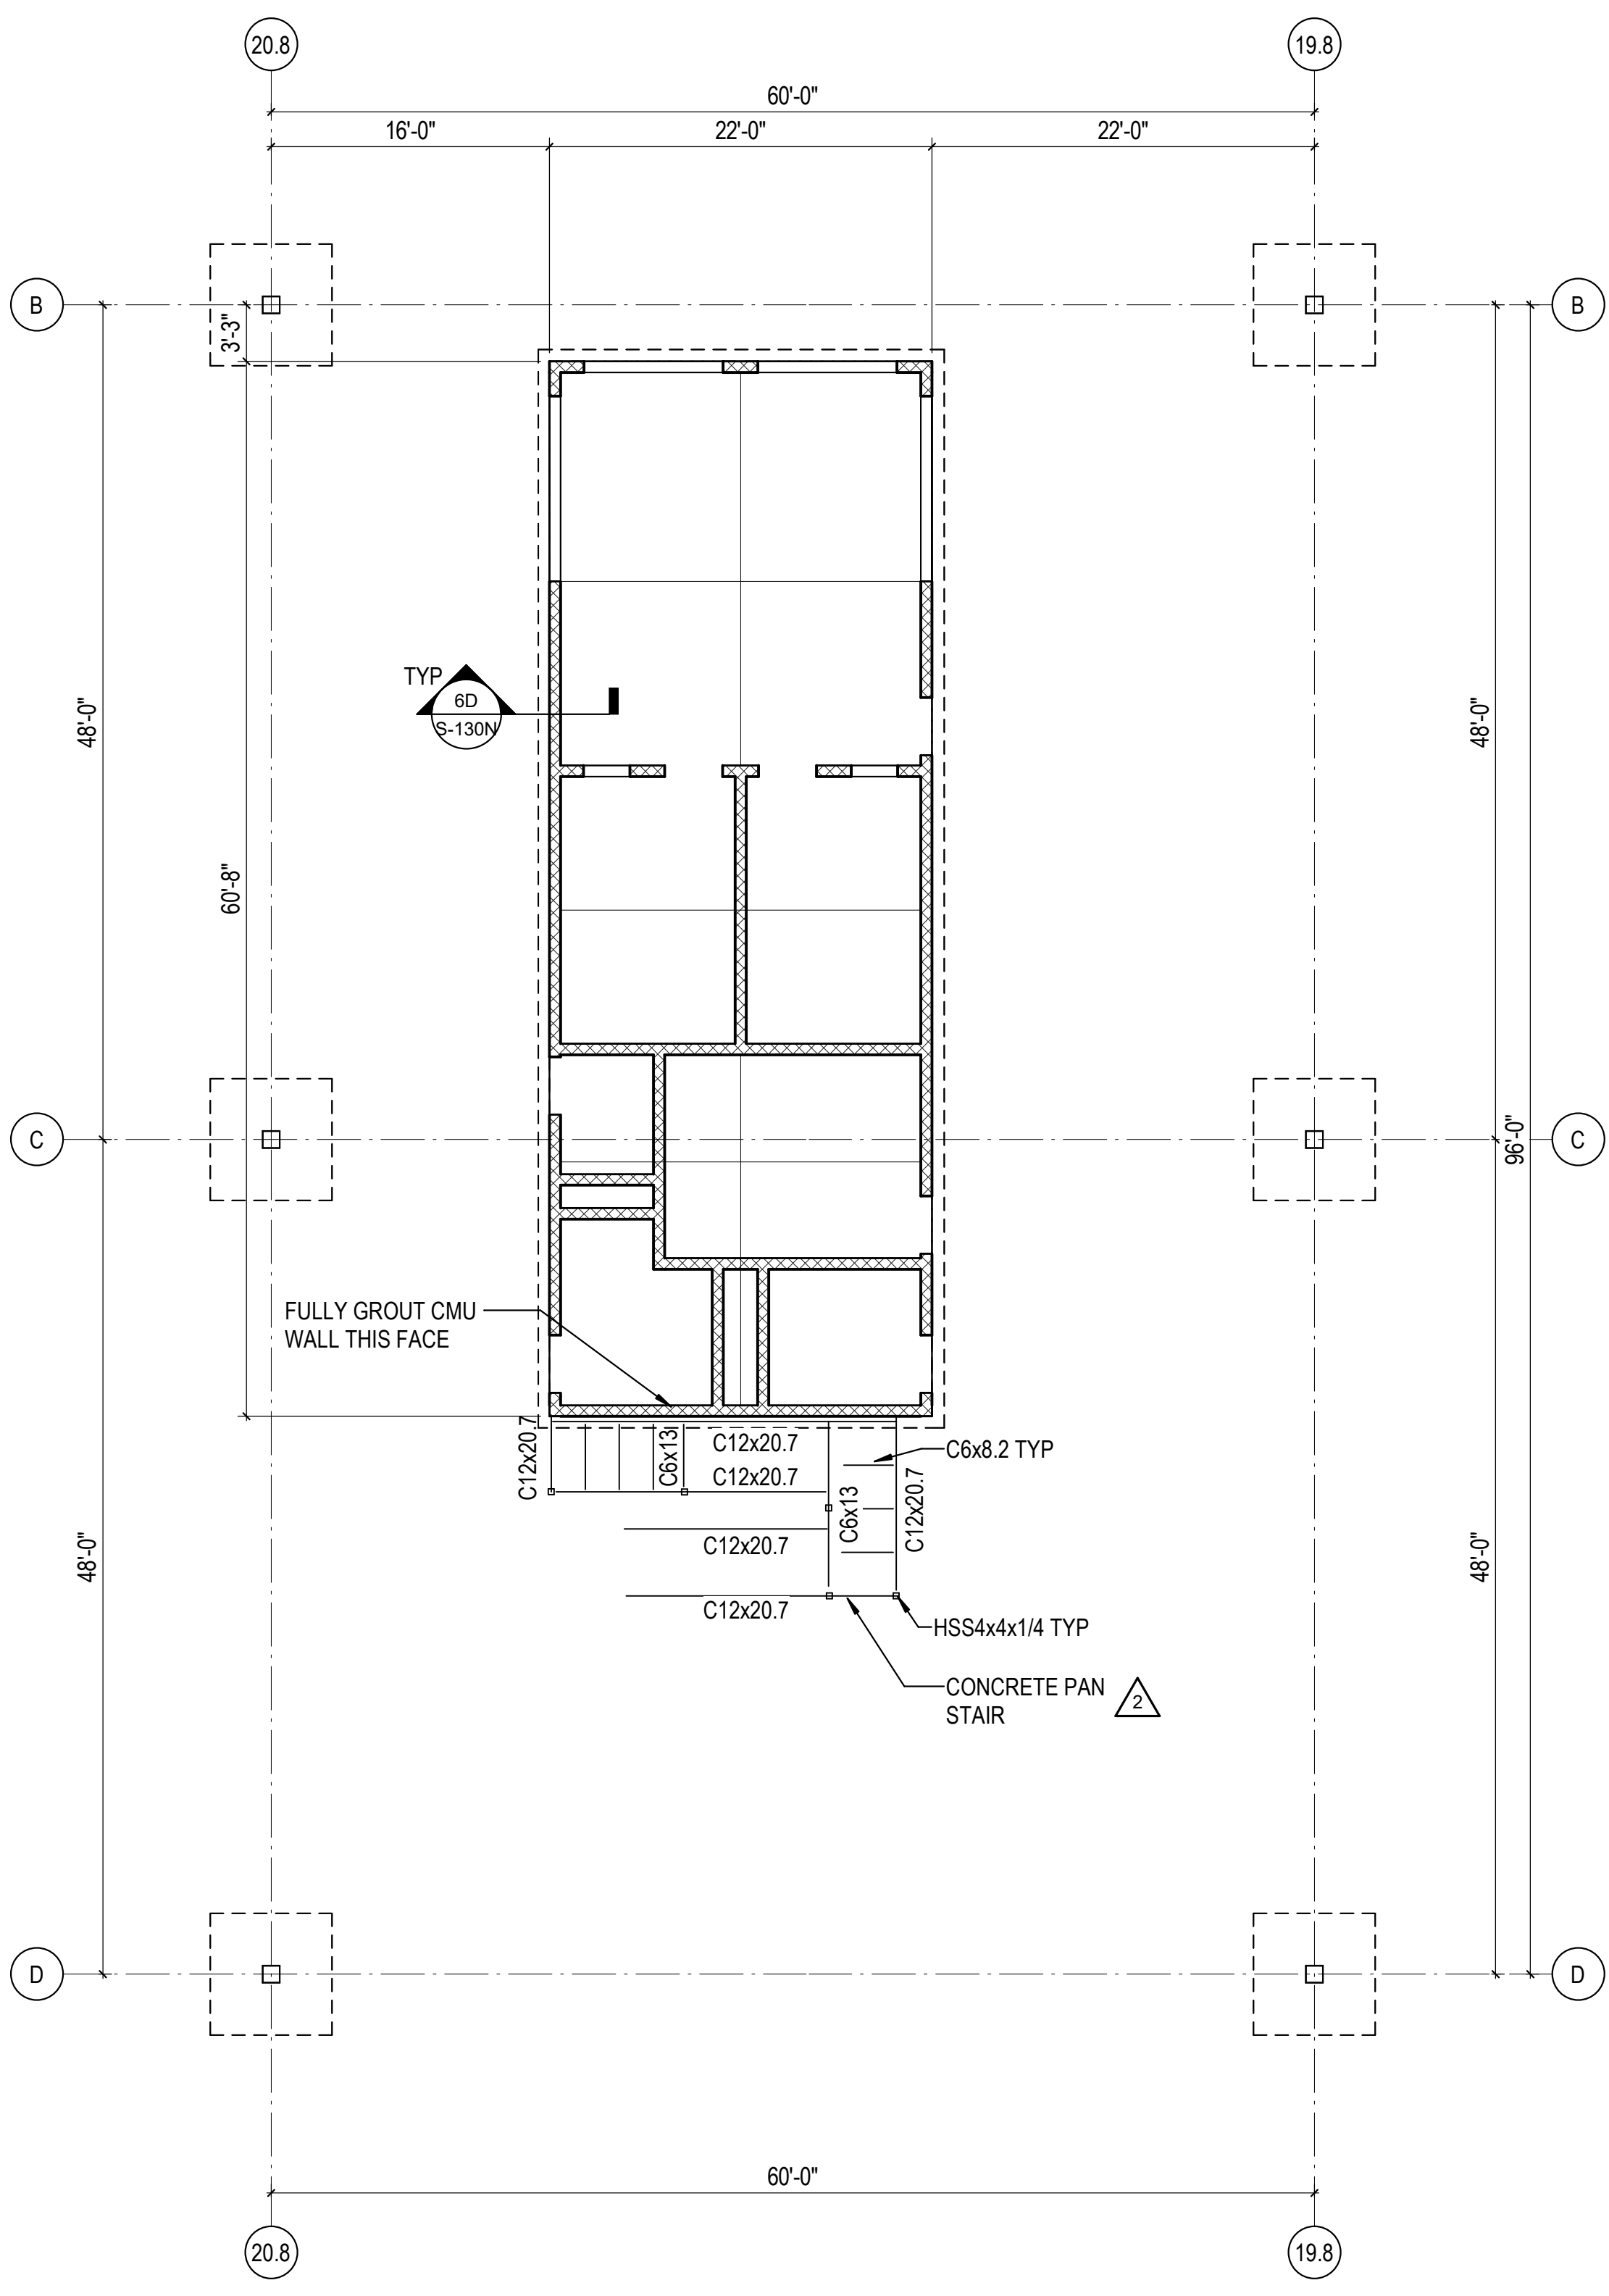 20.8
19.8
60'-0"
16'-0"
22'-0"
22'-0"
B
B
3'-3"
TYP
6D
S-130N
48'-0"
48'-0"
60'-8"
C
C
96'-0"
FULLY GROUT CMU
WALL THIS FACE
C12x20.7
C6x13
C12x20.7
C12x20.7
C6x8.2 TYP
C6x13
C12x20.7
C12x20.7
C12x20.7
48'-0"
48'-0"
HSS4x4x1/4 TYP
CONCRETE PAN
STAIR
2
D
D
60'-0"
20.8
19.8